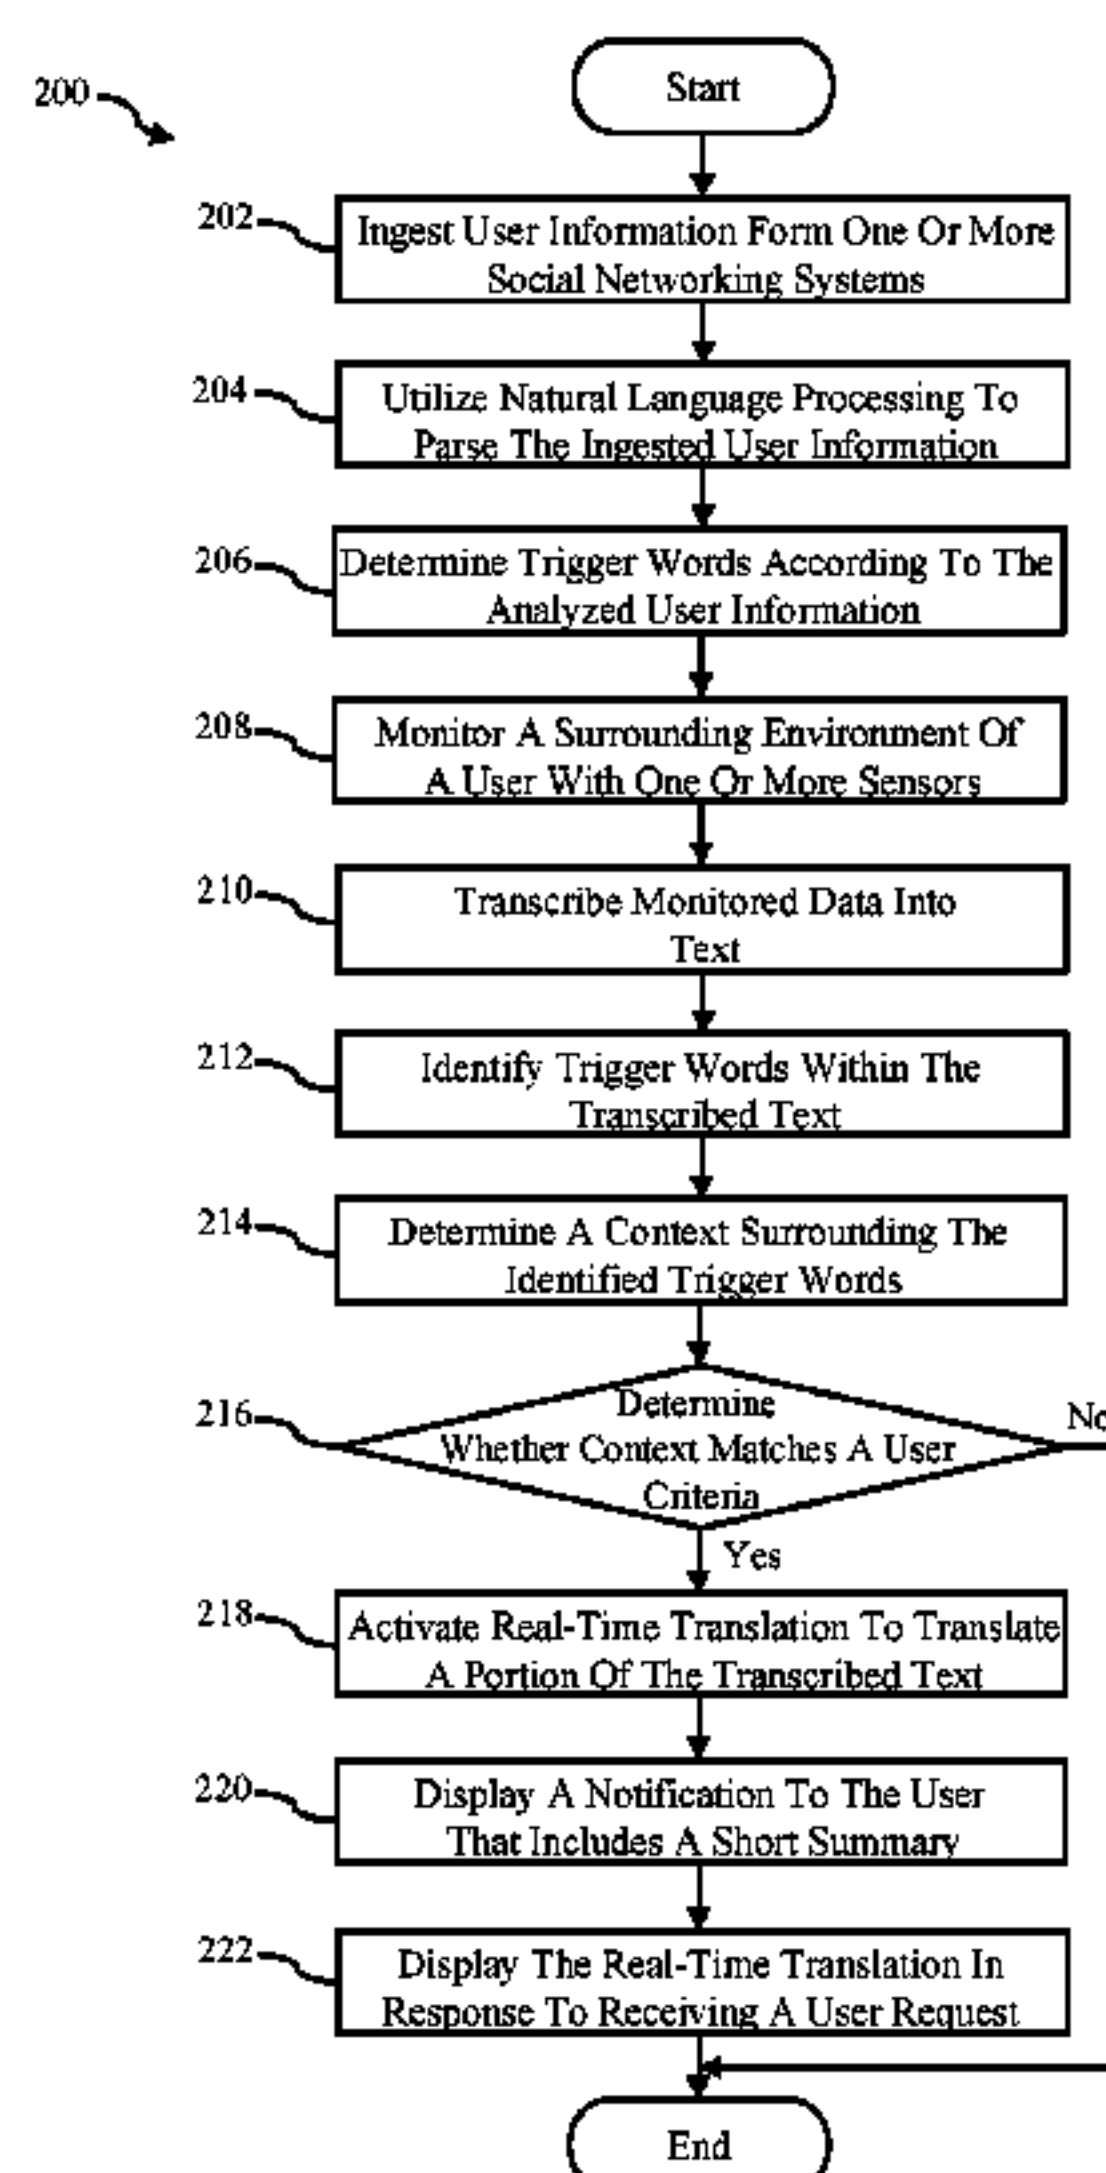 Start
200
202
Ingest User Information Form One Or More
Social Networking Systems
204
Utilize Natural Language Processing To
Parse The Ingested User Information
206
Determine Trigger Words According To The
Analyzed User Information
208
Monitor A Surrounding Environment Of
A User With One Or More Sensors
210
Transcribe Monitored Data Into
Text
212
Identify Trigger Words Within The
Transcribed Text
214
Determine A Context Surrounding The
Identified Trigger Words
216
Determine
Whether Context Matches A User
Criteria
No
Yes
218
Activate Real-Time Translation To Translate
A Portion Of The Transcribed Text
220
Display A Notification To The User
That Includes A Short Summary
222
Display The Real-Time Translation In
Response To Receiving A User Request
End